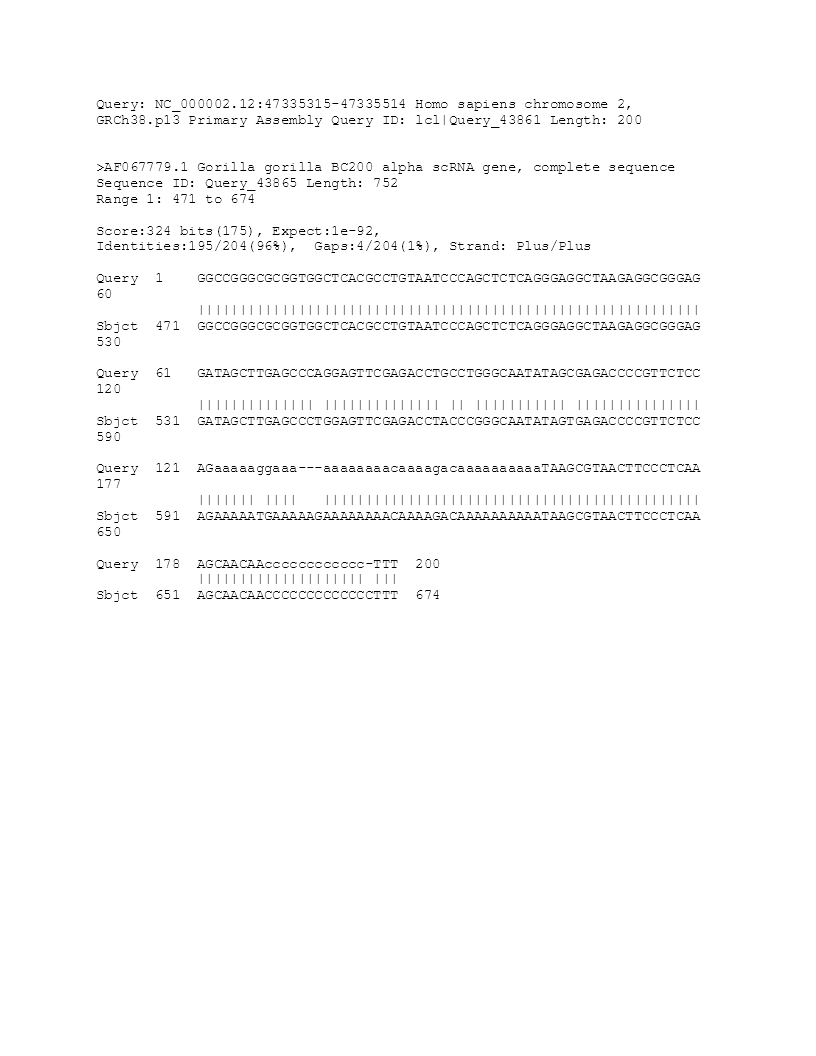 Query: NC_000002.12:47335315-47335514 Homo sapiens chromosome 2,
GRCh38.p13 Primary Assembly Query ID: lcl|Query_43861 Length: 200
>AF067779.1 Gorilla gorilla BC200 alpha scRNA gene, complete sequence
Sequence ID: Query_43865 Length: 752
Range 1: 471 to 674
Score:324 bits(175), Expect:1e-92,
Identities:195/204(96%),  Gaps:4/204(1%), Strand: Plus/Plus
Query  1    GGCCGGGCGCGGTGGCTCACGCCTGTAATCCCAGCTCTCAGGGAGGCTAAGAGGCGGGAG
60
            ||||||||||||||||||||||||||||||||||||||||||||||||||||||||||||
Sbjct  471  GGCCGGGCGCGGTGGCTCACGCCTGTAATCCCAGCTCTCAGGGAGGCTAAGAGGCGGGAG
530
Query  61   GATAGCTTGAGCCCAGGAGTTCGAGACCTGCCTGGGCAATATAGCGAGACCCCGTTCTCC
120
            |||||||||||||| |||||||||||||| || ||||||||||| |||||||||||||||
Sbjct  531  GATAGCTTGAGCCCTGGAGTTCGAGACCTACCCGGGCAATATAGTGAGACCCCGTTCTCC
590
Query  121  AGaaaaaggaaa---aaaaaaaacaaaagacaaaaaaaaaaTAAGCGTAACTTCCCTCAA
177
            ||||||| ||||   |||||||||||||||||||||||||||||||||||||||||||||
Sbjct  591  AGAAAAATGAAAAAGAAAAAAAACAAAAGACAAAAAAAAAATAAGCGTAACTTCCCTCAA
650
Query  178  AGCAACAAcccccccccccc-TTT  200
            |||||||||||||||||||| |||
Sbjct  651  AGCAACAACCCCCCCCCCCCCTTT  674